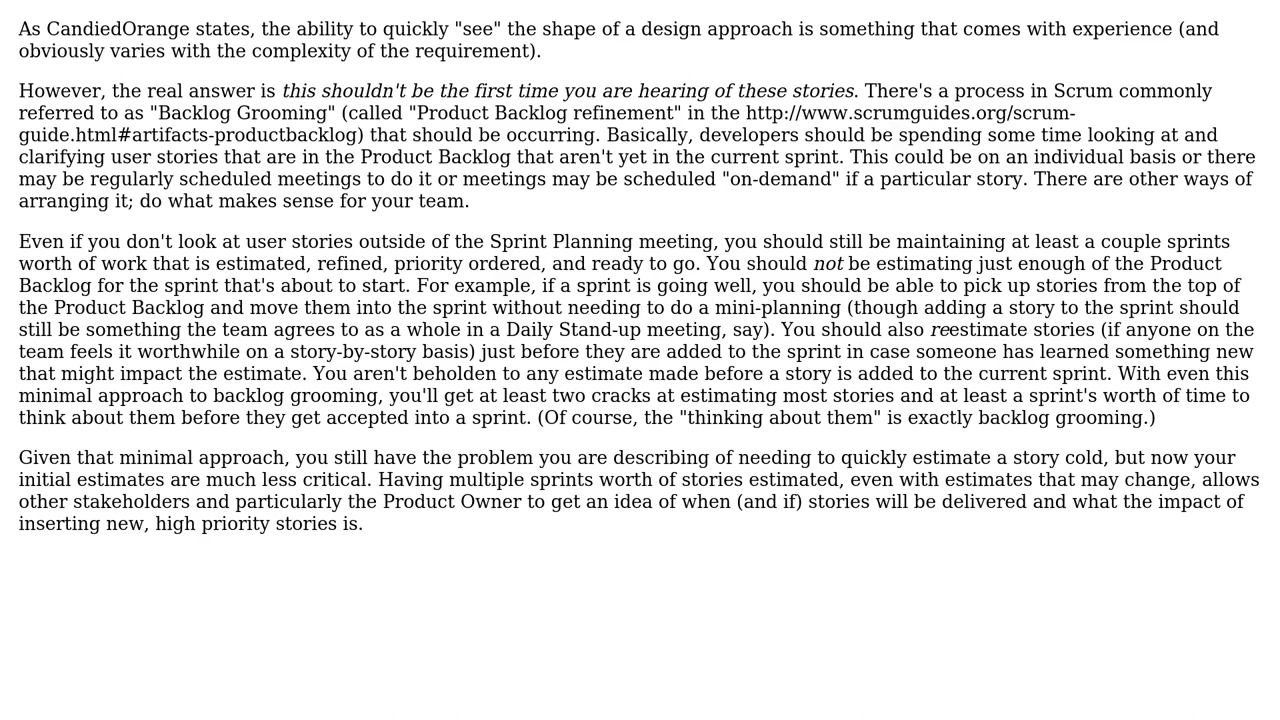 As CandiedOrange states, the ability to quickly "see" the shape of a design approach is something that comes with experience (and
obviously varies with the complexity of the requirement).
However, the real answer is this shouldn't be the first time you are hearing of these stories. There's a process in Scrum commonly
referred to as "Backlog Grooming" (called "Product Backlog refinement" in the http://www.scrumguides.org/scrum-
guide.html#artifacts-productbacklog) that should be occurring. Basically, developers should be spending some time looking at and
clarifying user stories that are in the Product Backlog that aren't yet in the current sprint. This could be on an individual basis or there
may be regularly scheduled meetings to do it or meetings may be scheduled "on-demand" if a particular story. There are other ways of
arranging it; do what makes sense for your team.
Even if you don't look at user stories outside of the Sprint Planning meeting, you should still be maintaining at least a couple sprints
worth of work that is estimated, refined, priority ordered, and ready to go. You should not be estimating just enough of the Product
Backlog for the sprint that's about to start. For example, if a sprint is going well, you should be able to pick up stories from the top of
the Product Backlog and move them into the sprint without needing to do a mini-planning (though adding a story to the sprint should
still be something the team agrees to as a whole in a Daily Stand-up meeting, say). You should also reestimate stories (if anyone on the
team feels it worthwhile on a story-by-story basis) just before they are added to the sprint in case someone has learned something new
that might impact the estimate. You aren't beholden to any estimate made before a story is added to the current sprint. With even this
minimal approach to backlog grooming, you'll get at least two cracks at estimating most stories and at least a sprint's worth of time to
think about them before they get accepted into a sprint. (Of course, the "thinking about them" is exactly backlog grooming.)
Given that minimal approach, you still have the problem you are describing of needing to quickly estimate a story cold, but now your
initial estimates are much less critical. Having multiple sprints worth of stories estimated, even with estimates that may change, allows
other stakeholders and particularly the Product Owner to get an idea of when (and if) stories will be delivered and what the impact of
inserting new, high priority stories is.